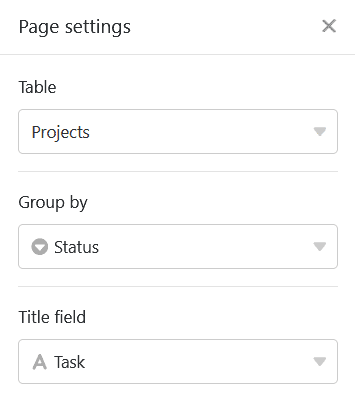 Page settings
Table
Projects
Group by
Status
Title field
Task